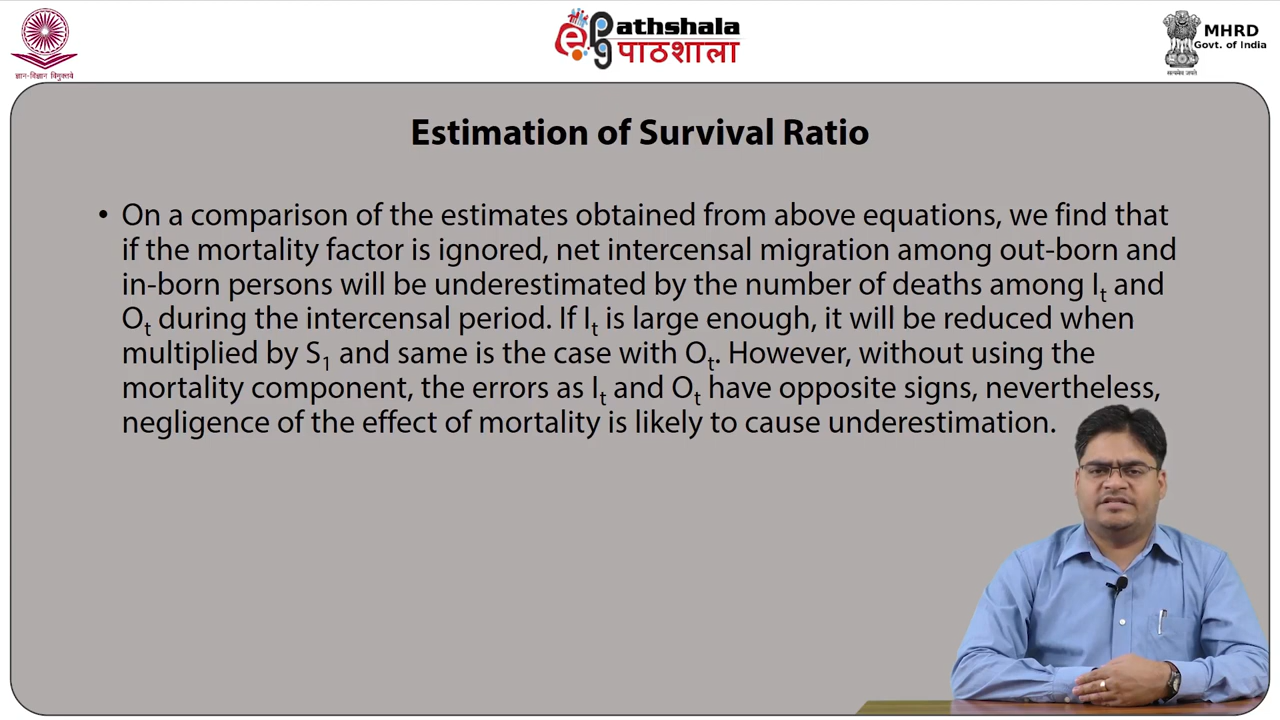 ज्ञान-विज्ञान विमुक्तये
ePathshala
पाठशाला
MHRD
Govt. of India
सत्यमेव जयते
Estimation of Survival Ratio
• On a comparison of the estimates obtained from above equations, we find that
if the mortality factor is ignored, net intercensal migration among out-born and
in-born persons will be underestimated by the number of deaths among Iₜ and
Oₜ during the intercensal period. If Iₜ is large enough, it will be reduced when
multiplied by S₁ and same is the case with Oₜ. However, without using the
mortality component, the errors as Iₜ and Oₜ have opposite signs, nevertheless,
negligence of the effect of mortality is likely to cause underestimation.